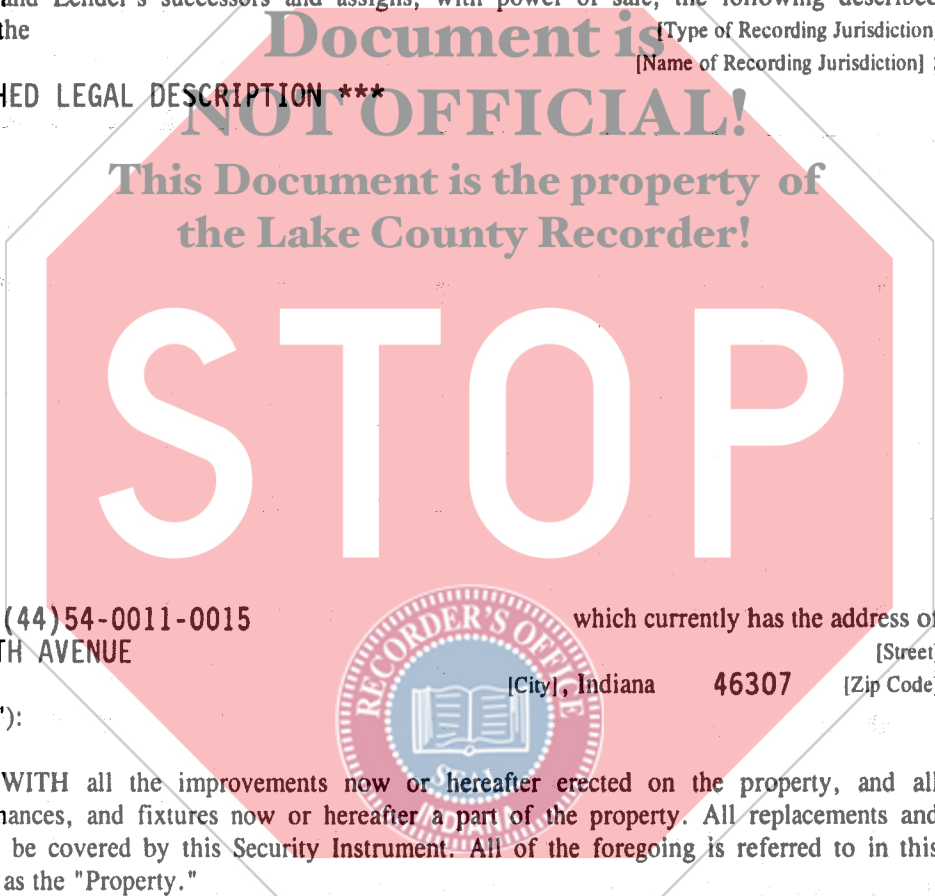 and Lender's successors and assigns, with power of sale, the following described
the [Type of Recording Jurisdiction]
[Name of Recording Jurisdiction] :
HED LEGAL DESCRIPTION ***
Document is
NOT OFFICIAL!
This Document is the property of
the Lake County Recorder!
STOP
(44)54-0011-0015 which currently has the address of
TH AVENUE [Street]
[City], Indiana 46307 [Zip Code]
"):
RECORDER'S OFFICE
SEAL
INDIANA
WITH all the improvements now or hereafter erected on the property, and all
nances, and fixtures now or hereafter a part of the property. All replacements and
be covered by this Security Instrument. All of the foregoing is referred to in this
as the "Property."